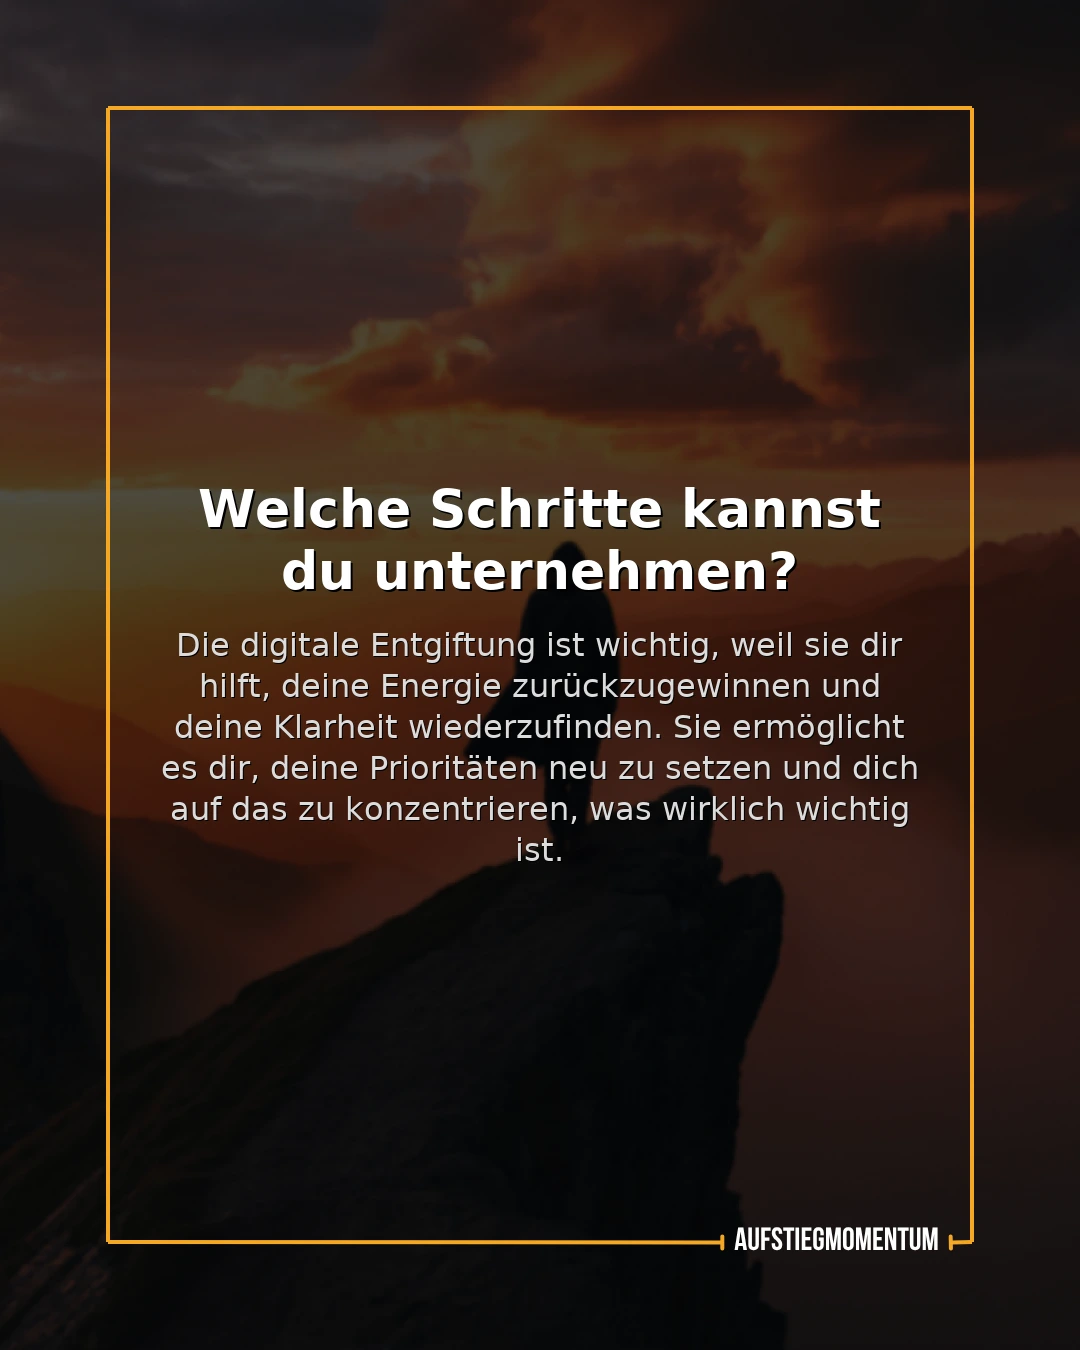 Welche Schritte kannst
du unternehmen?
Die digitale Entgiftung ist wichtig, weil sie dir
hilft, deine Energie zurückzugewinnen und
deine Klarheit wiederzufinden. Sie ermöglicht
es dir, deine Prioritäten neu zu setzen und dich
auf das zu konzentrieren, was wirklich wichtig
ist.
AUFSTIEGMOMENTUM